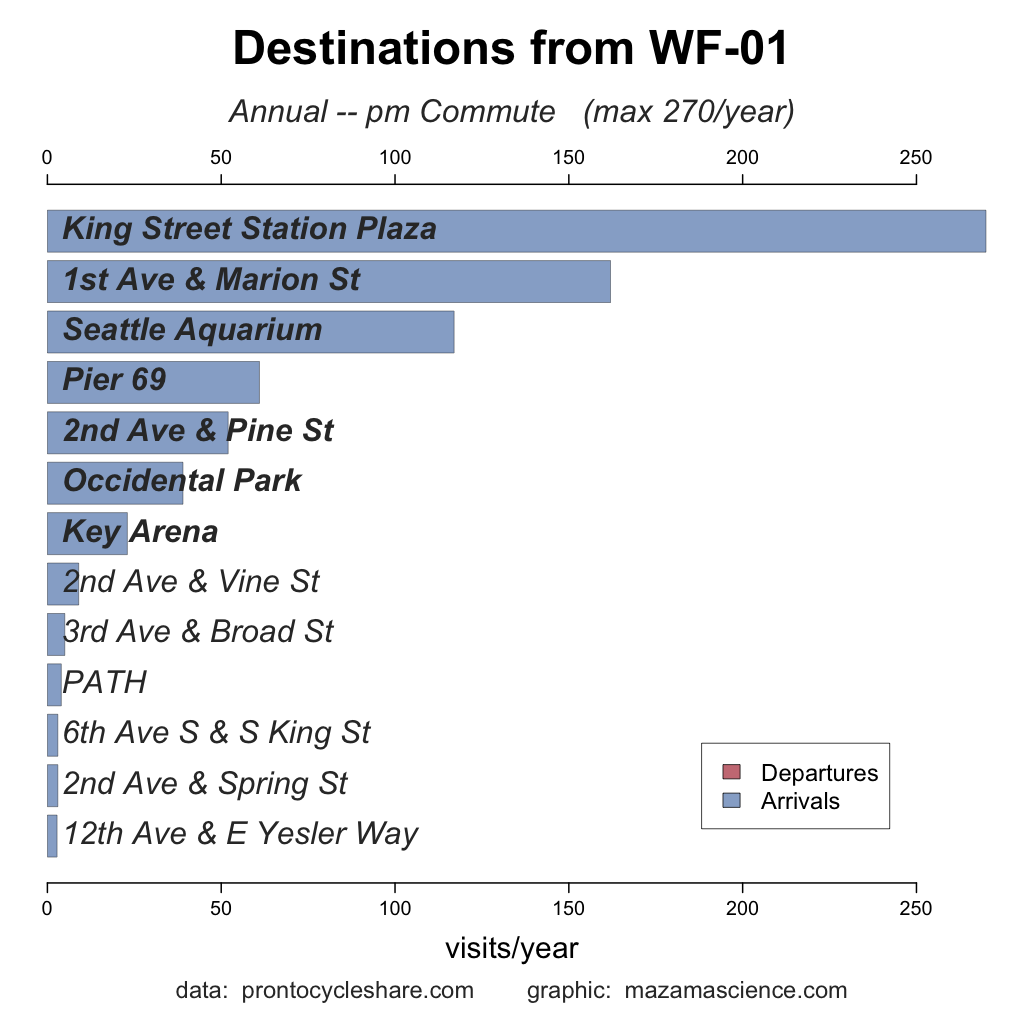 Destinations from WF-01
Annual -- pm Commute (max 270/year)
0 50 100 150 200 250
King Street Station Plaza
1st Ave & Marion St
Seattle Aquarium
Pier 69
2nd Ave & Pine St
Occidental Park
Key Arena
2nd Ave & Vine St
3rd Ave & Broad St
PATH
6th Ave S & S King St
2nd Ave & Spring St
12th Ave & E Yesler Way
Departures
Arrivals
0 50 100 150 200 250
visits/year
data: prontocycleshare.com graphic: mazamascience.com